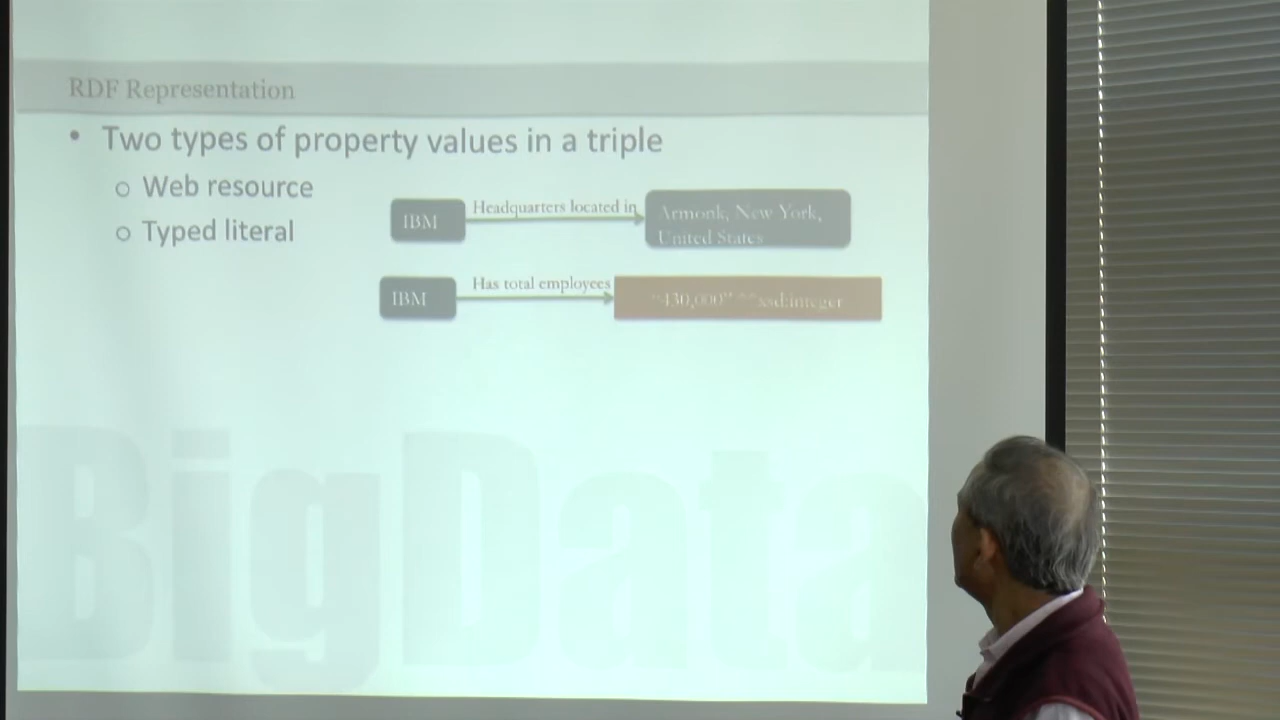 RDF Representation
• Two types of property values in a triple
o Web resource
o Typed literal
IBM
Headquarters located in
Armonk, New York,
United States
IBM
Has total employees
"430,000" ^^xsd:integer
BigData